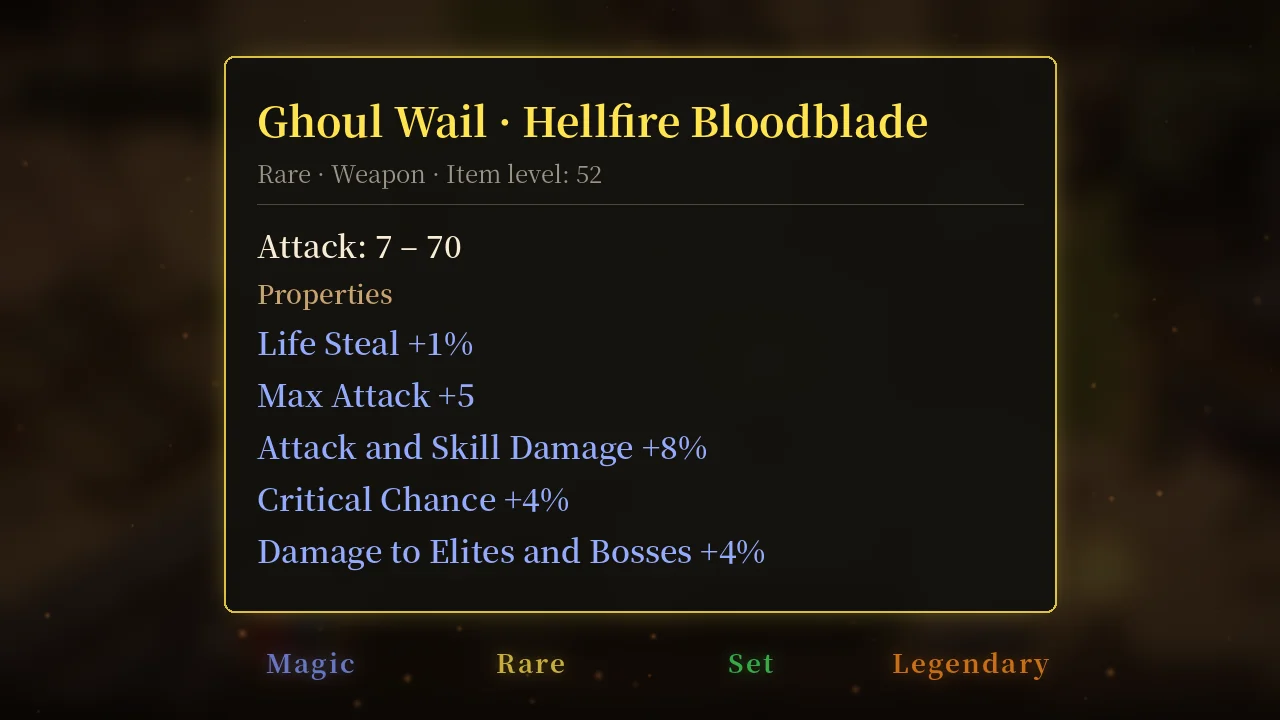 Ghoul Wail · Hellfire Bloodblade
Rare · Weapon · Item level: 52
Attack: 7 – 70
Properties
Life Steal +1%
Max Attack +5
Attack and Skill Damage +8%
Critical Chance +4%
Damage to Elites and Bosses +4%
Magic Rare Set Legendary